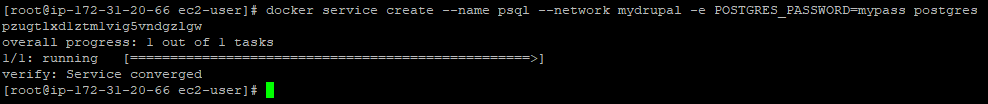 [root@ip-172-31-20-66 ec2-user]# docker service create --name psql --network mydrupal -e POSTGRES_PASSWORD=mypass postgres
pzugtlxdlztmlvig5vndgzlgw
overall progress: 1 out of 1 tasks
1/1: running   [==================================================>]
verify: Service converged
[root@ip-172-31-20-66 ec2-user]#